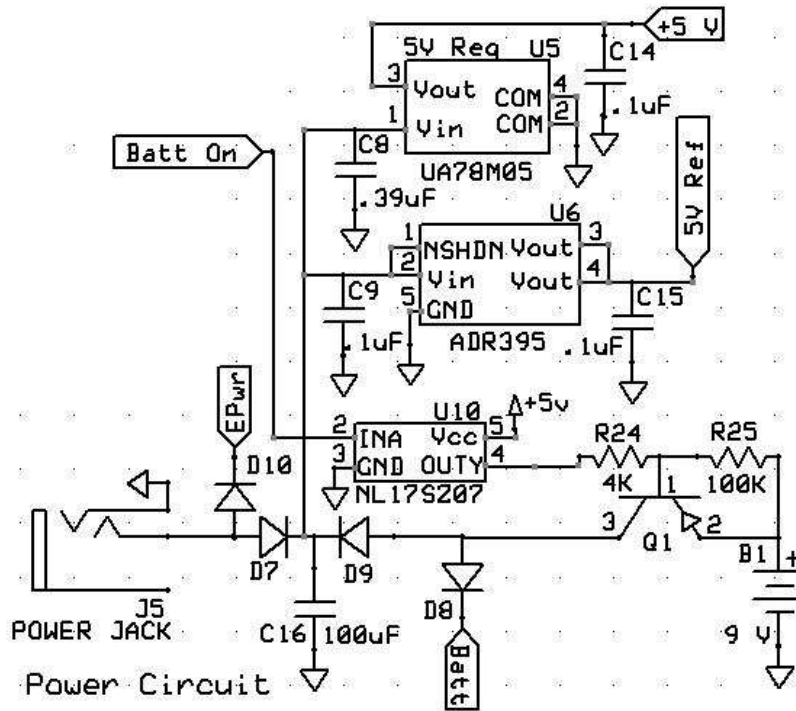 +5 V
5V Req U5
C14
3 Vout
COM 4
COM 2
1 Vin
.1uF
Batt On
C8
UA78M05
.39uF
5V Ref
U6
1 NSHDN Vout 3
2 Vin Vout 4
5 GND
C9
C15
.1uF
ADR395
.1uF
EPwr
U10
+5v
2 INA Vcc 5
3 GND OUTY 4
NL17SZ07
R24
R25
4K
100K
D10
1
3
2
Q1
B1
+
D7
D9
J5
D8
POWER JACK
C16
100uF
9 V
Batt
Power Circuit